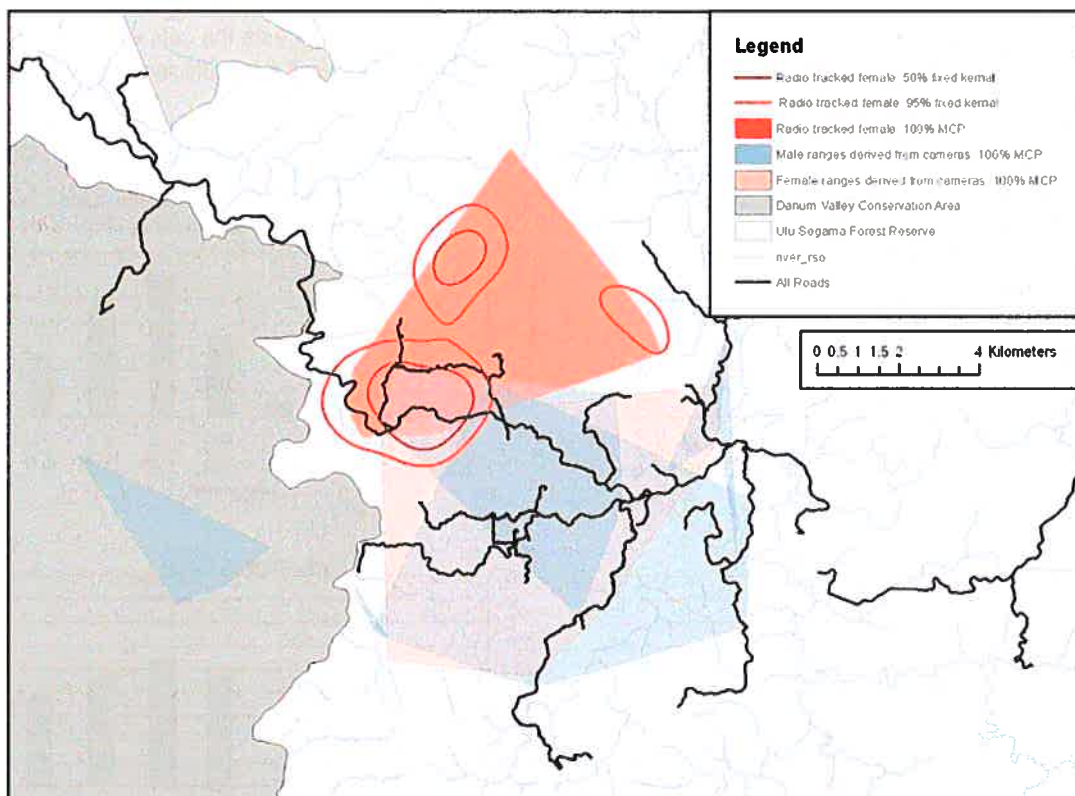 Legend
Radio tracked female 50% fixed kernal
Radio tracked female 95% fixed kernal
Radio tracked female 100% MCP
Male ranges derived from cameras 100% MCP
Female ranges derived from cameras 100% MCP
Danum Valley Conservation Area
Ulu Segama Forest Reserve
river_rso
All Roads
0 0.5 1 1.5 2 4 Kilometers